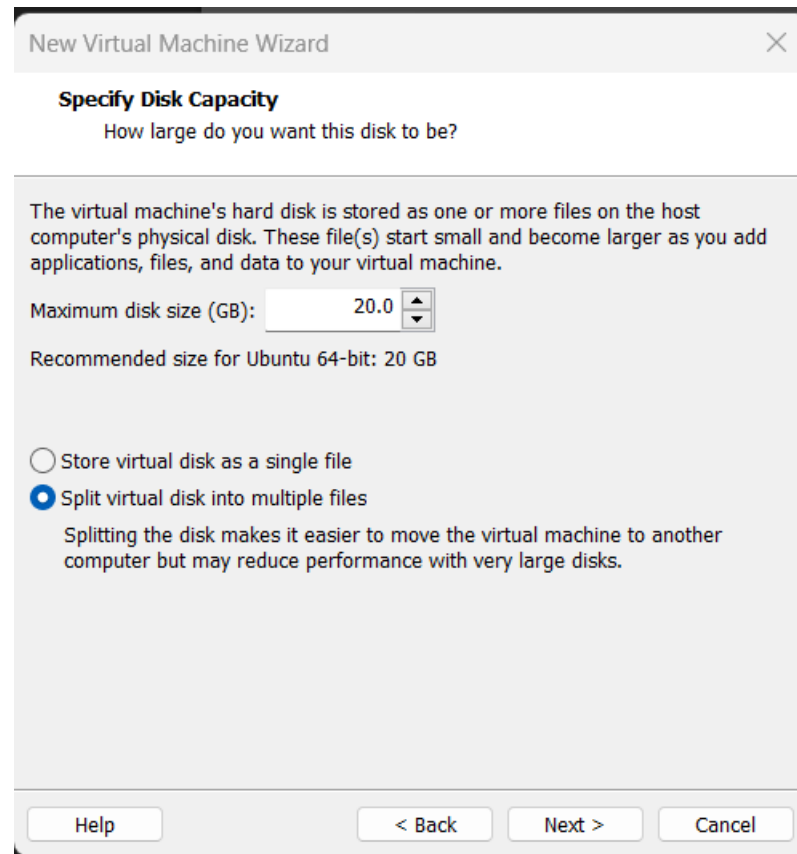 New Virtual Machine Wizard
Specify Disk Capacity
How large do you want this disk to be?
The virtual machine's hard disk is stored as one or more files on the host
computer's physical disk. These file(s) start small and become larger as you add
applications, files, and data to your virtual machine.
Maximum disk size (GB): 20.0
Recommended size for Ubuntu 64-bit: 20 GB
Store virtual disk as a single file
Split virtual disk into multiple files
Splitting the disk makes it easier to move the virtual machine to another
computer but may reduce performance with very large disks.
Help < Back Next > Cancel